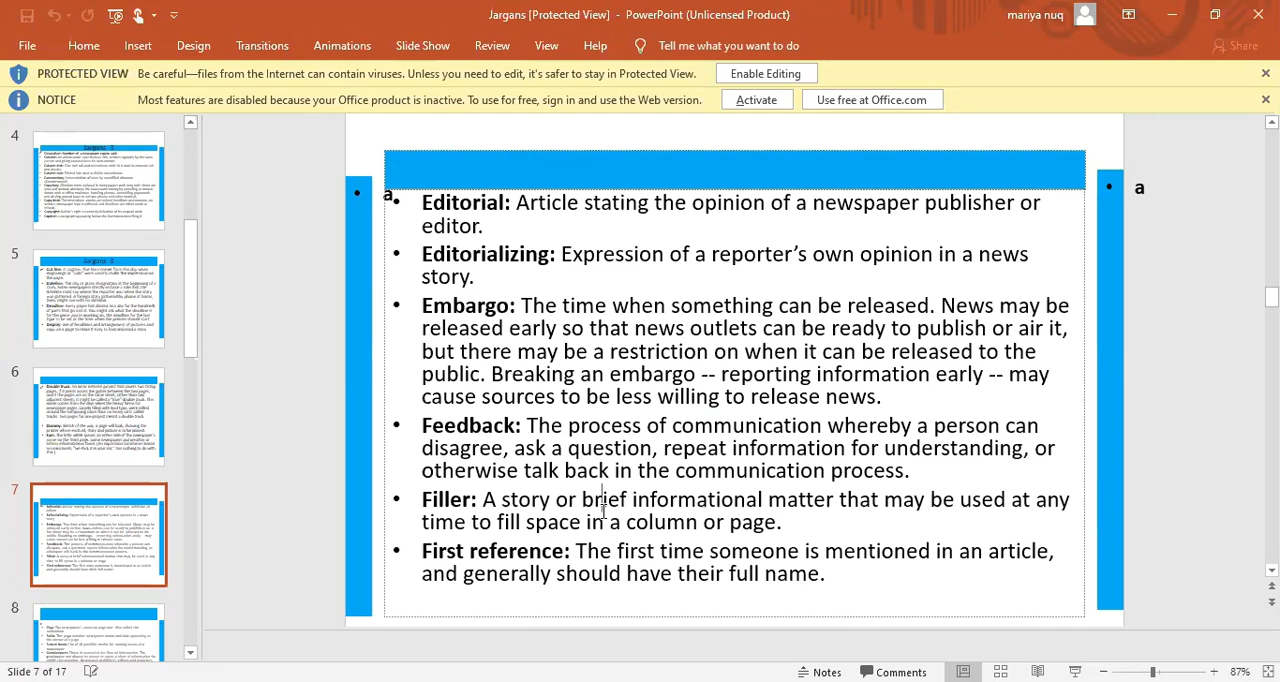 Jargans [Protected View] - PowerPoint (Unlicensed Product)
mariya nuq
File Home Insert Design Transitions Animations Slide Show Review View Help Tell me what you want to do Share
PROTECTED VIEW Be careful—files from the Internet can contain viruses. Unless you need to edit, it's safer to stay in Protected View. Enable Editing
NOTICE Most features are disabled because your Office product is inactive. To use for free, sign in and use the Web version. Activate Use free at Office.com
4
5
6
7
8
• a
• a
• Editorial: Article stating the opinion of a newspaper publisher or
editor.
• Editorializing: Expression of a reporter’s own opinion in a news
story.
• Embargo: The time when something can be released. News may be
released early so that news outlets can be ready to publish or air it,
but there may be a restriction on when it can be released to the
public. Breaking an embargo -- reporting information early -- may
cause sources to be less willing to release news.
• Feedback: The process of communication whereby a person can
disagree, ask a question, repeat information for understanding, or
otherwise talk back in the communication process.
• Filler: A story or brief informational matter that may be used at any
time to fill space in a column or page.
• First reference: The first time someone is mentioned in an article,
and generally should have their full name.
Slide 7 of 17 Notes Comments 87%